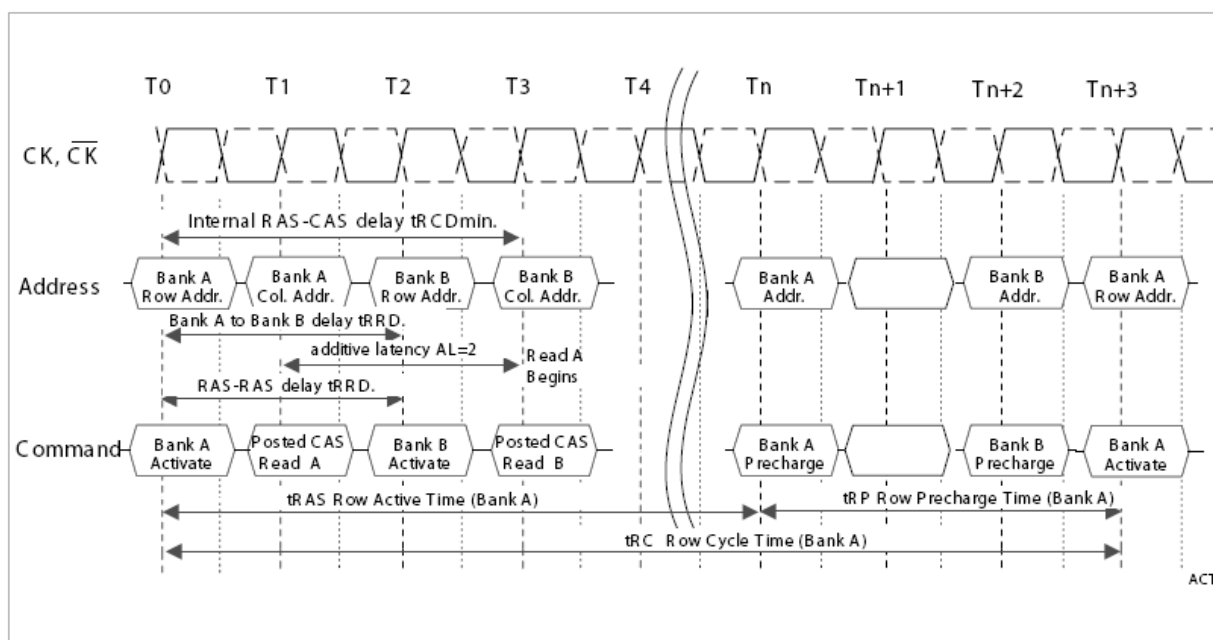 T0 T1 T2 T3 T4 Tn Tn+1 Tn+2 Tn+3
CK, CK
Internal RAS-CAS delay tRCDmin.
Address
Bank A Row Addr.
Bank A Col. Addr.
Bank B Row Addr.
Bank B Col. Addr.
Bank A Addr.
Bank B Addr.
Bank A Row Addr.
Bank A to Bank B delay tRRD.
additive latency AL=2
Read A Begins
RAS-RAS delay tRRD.
Command
Bank A Activate
Posted CAS Read A
Bank B Activate
Posted CAS Read B
Bank A Precharge
Bank B Precharge
Bank A Activate
tRAS Row Active Time (Bank A)
tRP Row Precharge Time (Bank A)
tRC Row Cycle Time (Bank A)
ACT